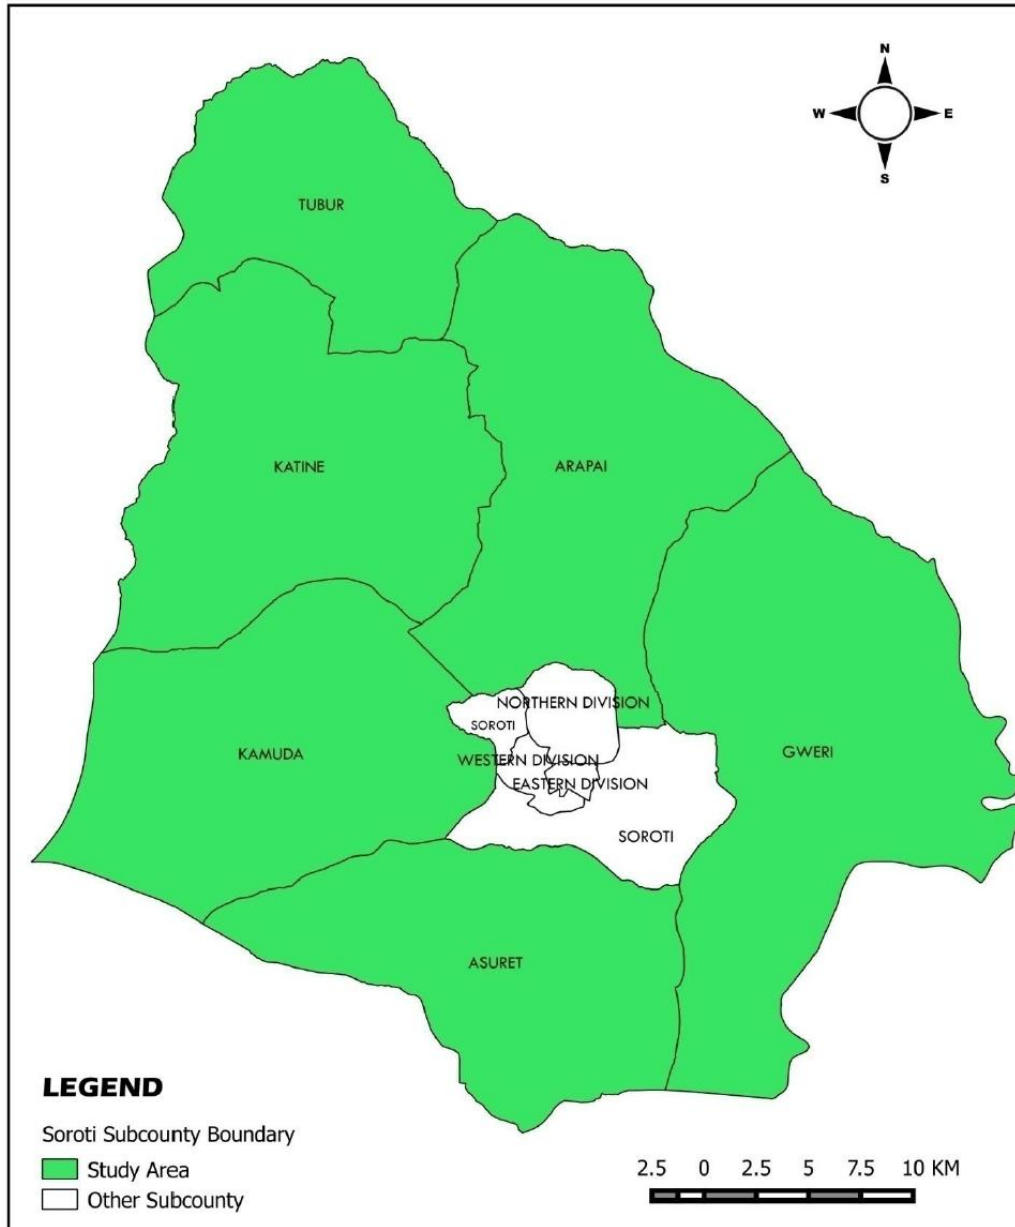 N
W E
S
TUBUR
KATINE
ARAPAI
NORTHERN DIVISION
SOROTI
KAMUDA
WESTERN DIVISION
GWERI
EASTERN DIVISION
SOROTI
ASURET
LEGEND
Soroti Subcounty Boundary
Study Area
Other Subcounty
2.5 0 2.5 5 7.5 10 KM